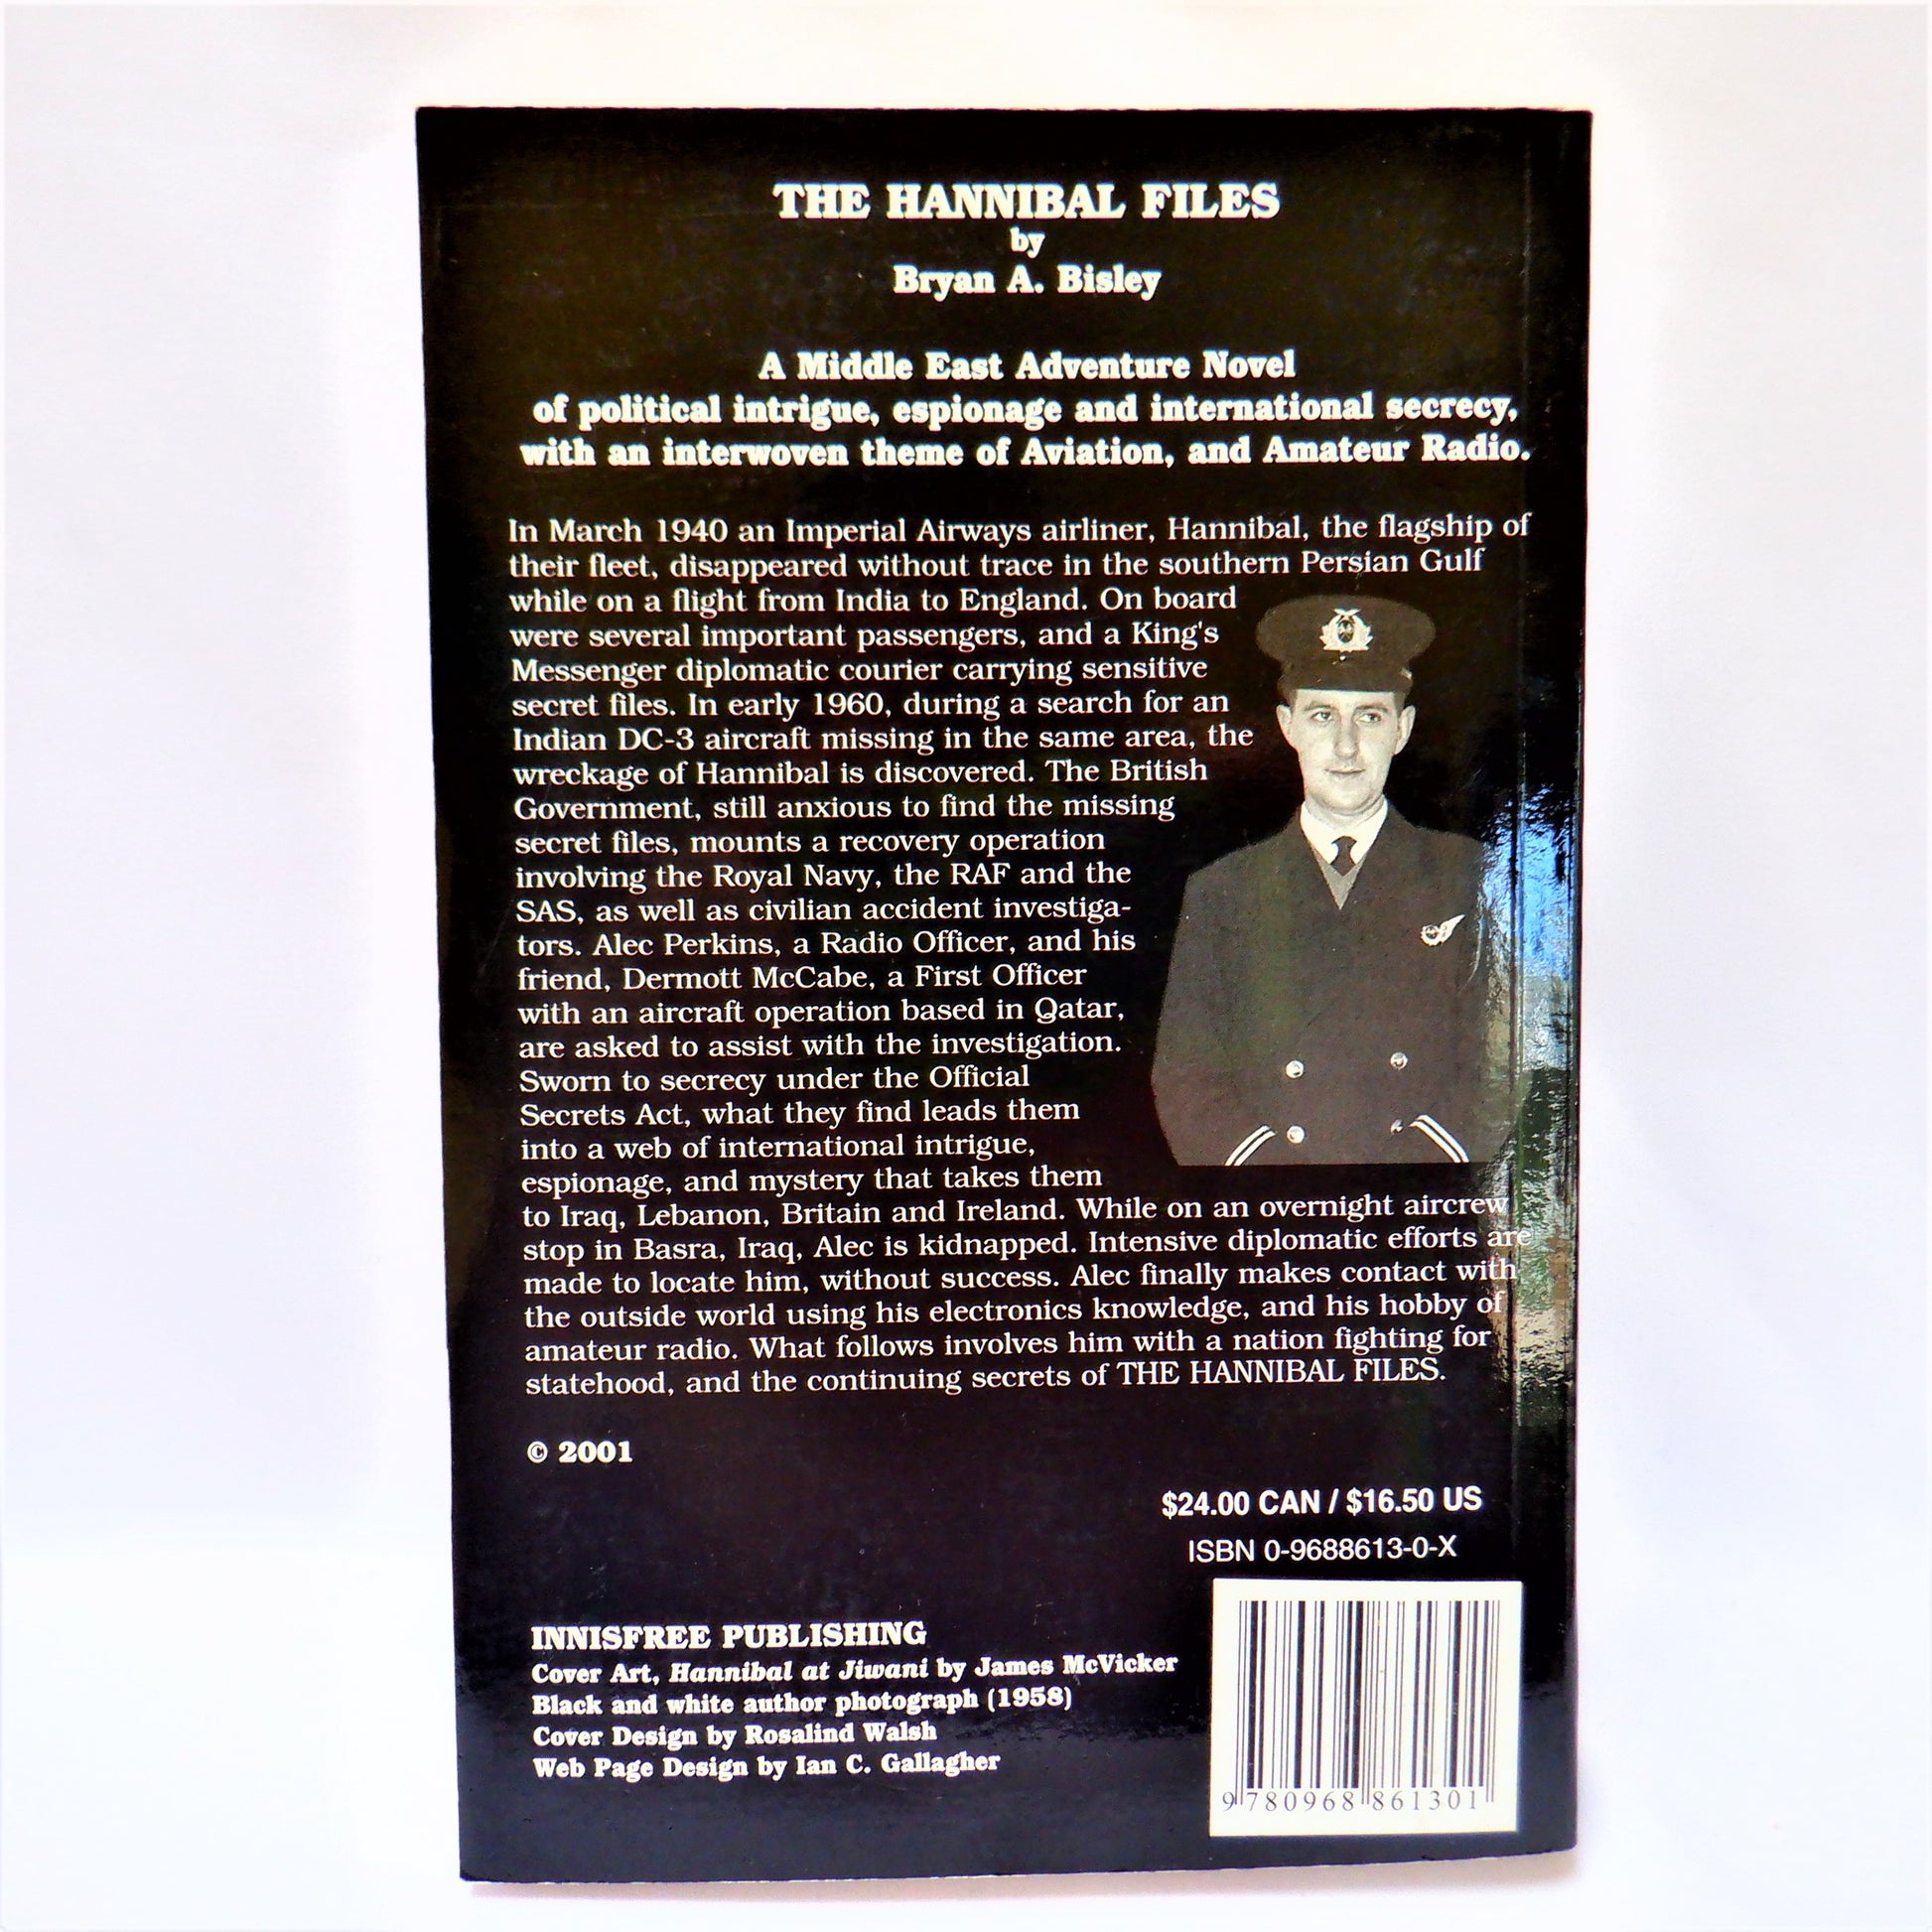 THE HANNIBAL FILES
by
Bryan A. Bisley
A Middle East Adventure Novel
of political intrigue, espionage and international secrecy,
with an interwoven theme of Aviation, and Amateur Radio.
In March 1940 an Imperial Airways airliner, Hannibal, the flagship of
their fleet, disappeared without trace in the southern Persian Gulf
while on a flight from India to England. On board
were several important passengers, and a King's
Messenger diplomatic courier carrying sensitive
secret files. In early 1960, during a search for an
Indian DC-3 aircraft missing in the same area, the
wreckage of Hannibal is discovered. The British
Government, still anxious to find the missing
secret files, mounts a recovery operation
involving the Royal Navy, the RAF and the
SAS, as well as civilian accident investiga-
tors. Alec Perkins, a Radio Officer, and his
friend, Dermott McCabe, a First Officer
with an aircraft operation based in Qatar,
are asked to assist with the investigation.
Sworn to secrecy under the Official
Secrets Act, what they find leads them
into a web of international intrigue,
espionage, and mystery that takes them
to Iraq, Lebanon, Britain and Ireland. While on an overnight aircrew
stop in Basra, Iraq, Alec is kidnapped. Intensive diplomatic efforts are
made to locate him, without success. Alec finally makes contact with
the outside world using his electronics knowledge, and his hobby of
amateur radio. What follows involves him with a nation fighting for
statehood, and the continuing secrets of THE HANNIBAL FILES.
© 2001
$24.00 CAN / $16.50 US
ISBN 0-9688613-0-X
INNISFREE PUBLISHING
Cover Art, Hannibal at Jiwani by James McVicker
Black and white author photograph (1958)
Cover Design by Rosalind Walsh
Web Page Design by Ian C. Gallagher
9 780968 861301